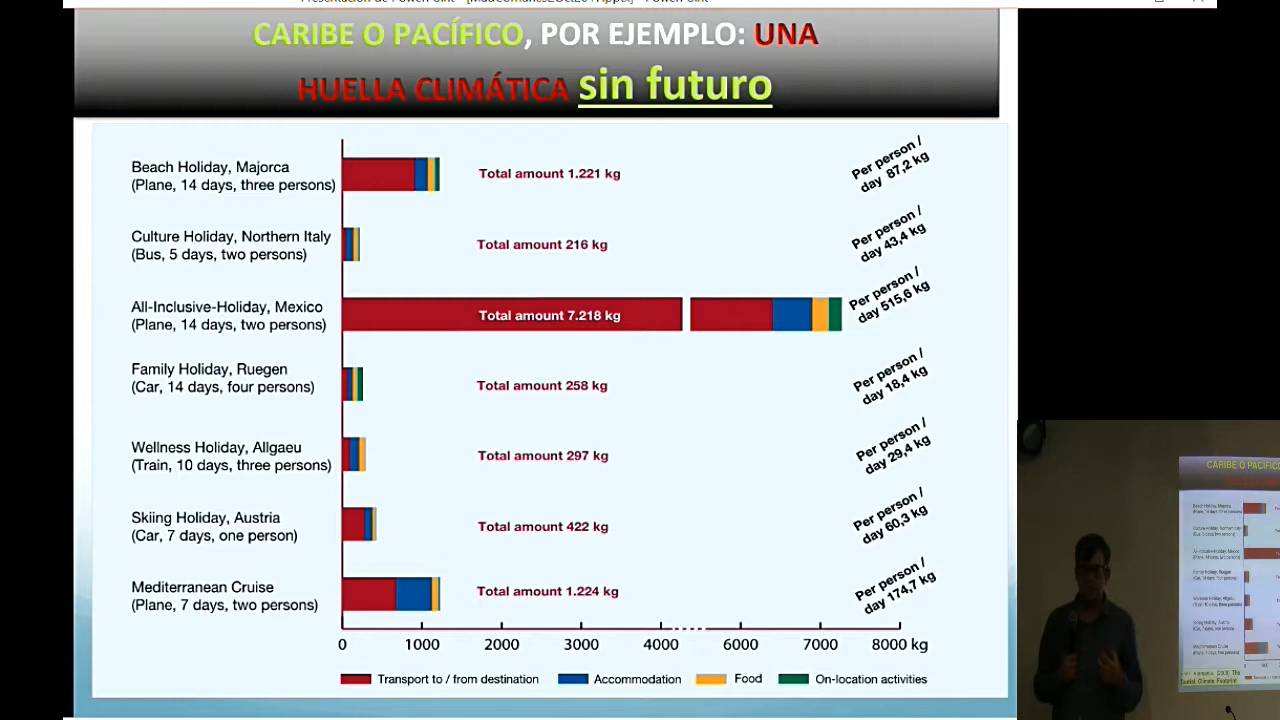 CARIBE O PACÍFICO, POR EJEMPLO: UNA
HUELLA CLIMÁTICA sin futuro
Beach Holiday, Majorca
(Plane, 14 days, three persons)
Total amount 1.221 kg
Per person /
day 87,2 kg
Culture Holiday, Northern Italy
(Bus, 5 days, two persons)
Total amount 216 kg
Per person /
day 43,4 kg
All-Inclusive-Holiday, Mexico
(Plane, 14 days, two persons)
Total amount 7.218 kg
Per person /
day 515,6 kg
Family Holiday, Ruegen
(Car, 14 days, four persons)
Total amount 258 kg
Per person /
day 18,4 kg
Wellness Holiday, Allgaeu
(Train, 10 days, three persons)
Total amount 297 kg
Per person /
day 29,4 kg
Skiing Holiday, Austria
(Car, 7 days, one person)
Total amount 422 kg
Per person /
day 60,3 kg
Mediterranean Cruise
(Plane, 7 days, two persons)
Total amount 1.224 kg
Per person /
day 174,7 kg
0 1000 2000 3000 4000 6000 7000 8000 kg
Transport to / from destination Accommodation Food On-location activities
CARIBE O PACÍFICO